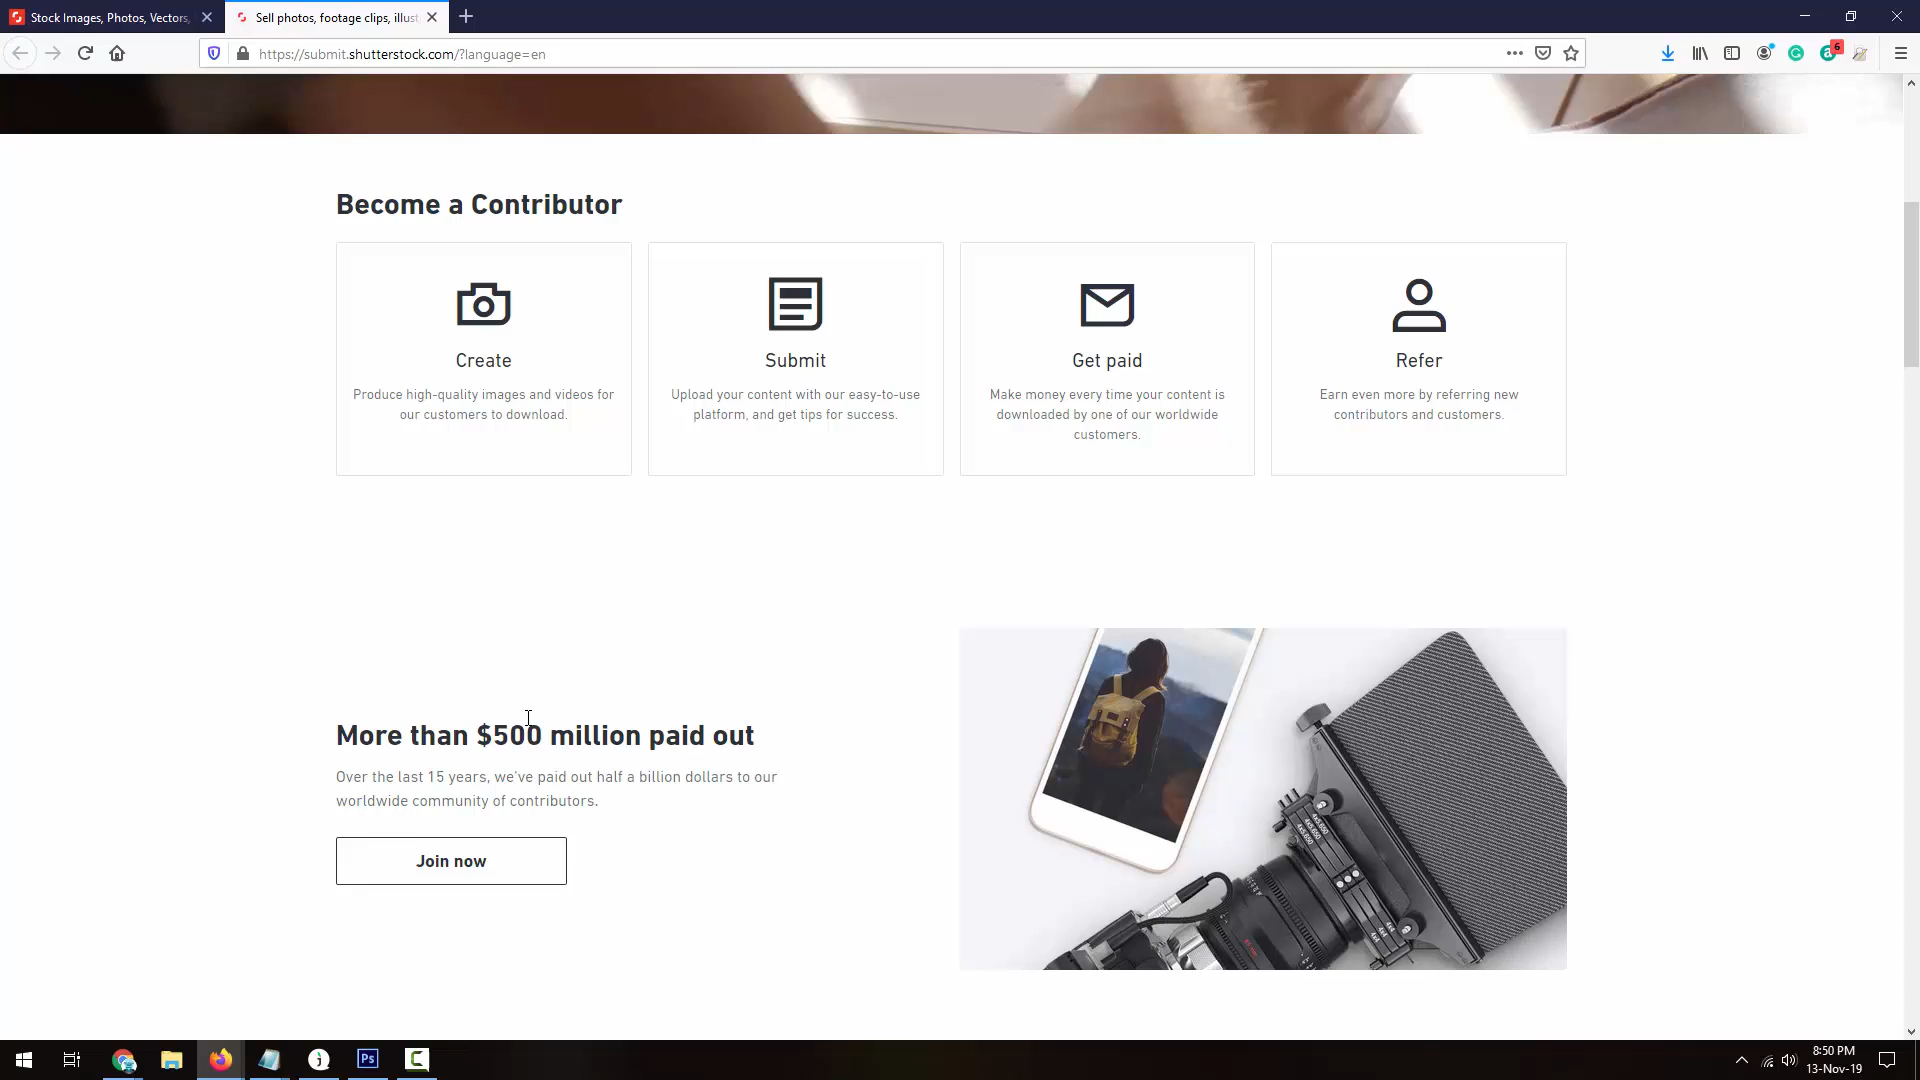 Stock Images, Photos, Vectors,
Sell photos, footage clips, illust
https://submit.shutterstock.com/?language=en
6
Become a Contributor
Create
Produce high-quality images and videos for
our customers to download.
Submit
Upload your content with our easy-to-use
platform, and get tips for success.
Get paid
Make money every time your content is
downloaded by one of our worldwide
customers.
Refer
Earn even more by referring new
contributors and customers.
More than $500 million paid out
Over the last 15 years, we've paid out half a billion dollars to our
worldwide community of contributors.
Join now
Ps
8:50 PM
13-Nov-19